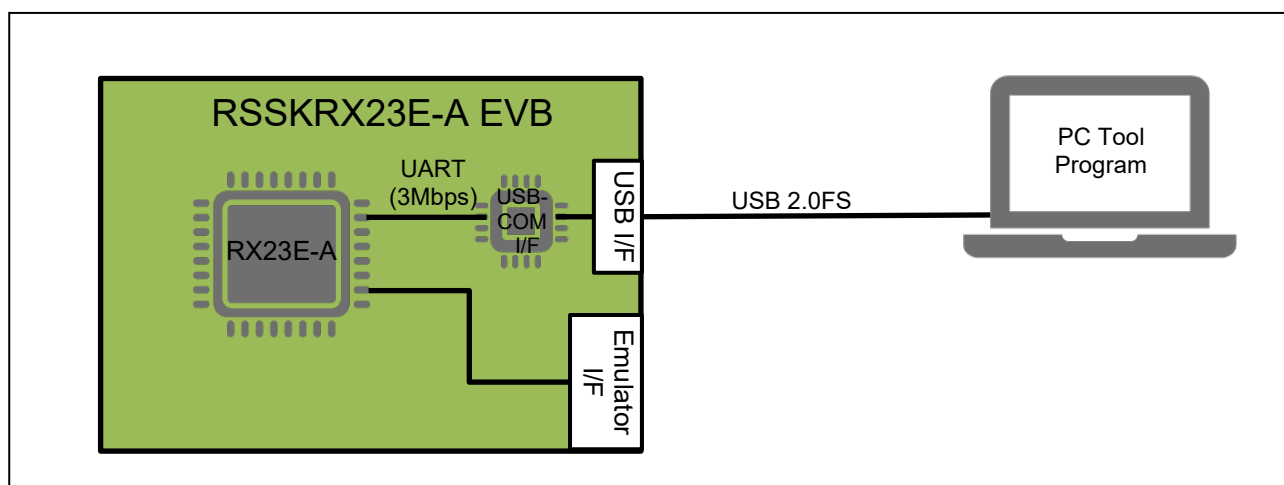 RSSKRX23E-A EVB
UART
(3Mbps)
USB-
COM
I/F
RX23E-A
USB I/F
Emulator
I/F
USB 2.0FS
PC Tool
Program